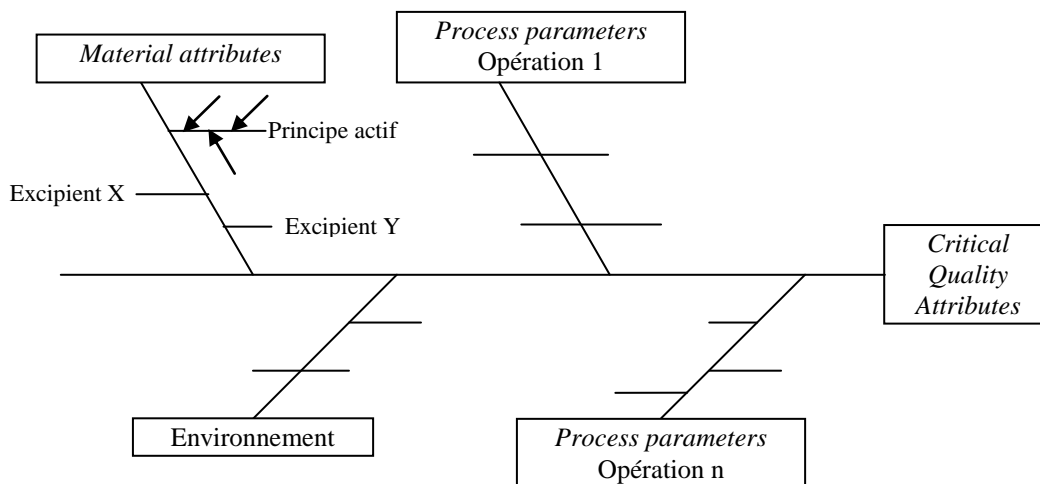 Material attributes
Process parameters
Opération 1
Principe actif
Excipient X
Excipient Y
Critical
Quality
Attributes
Environnement
Process parameters
Opération n